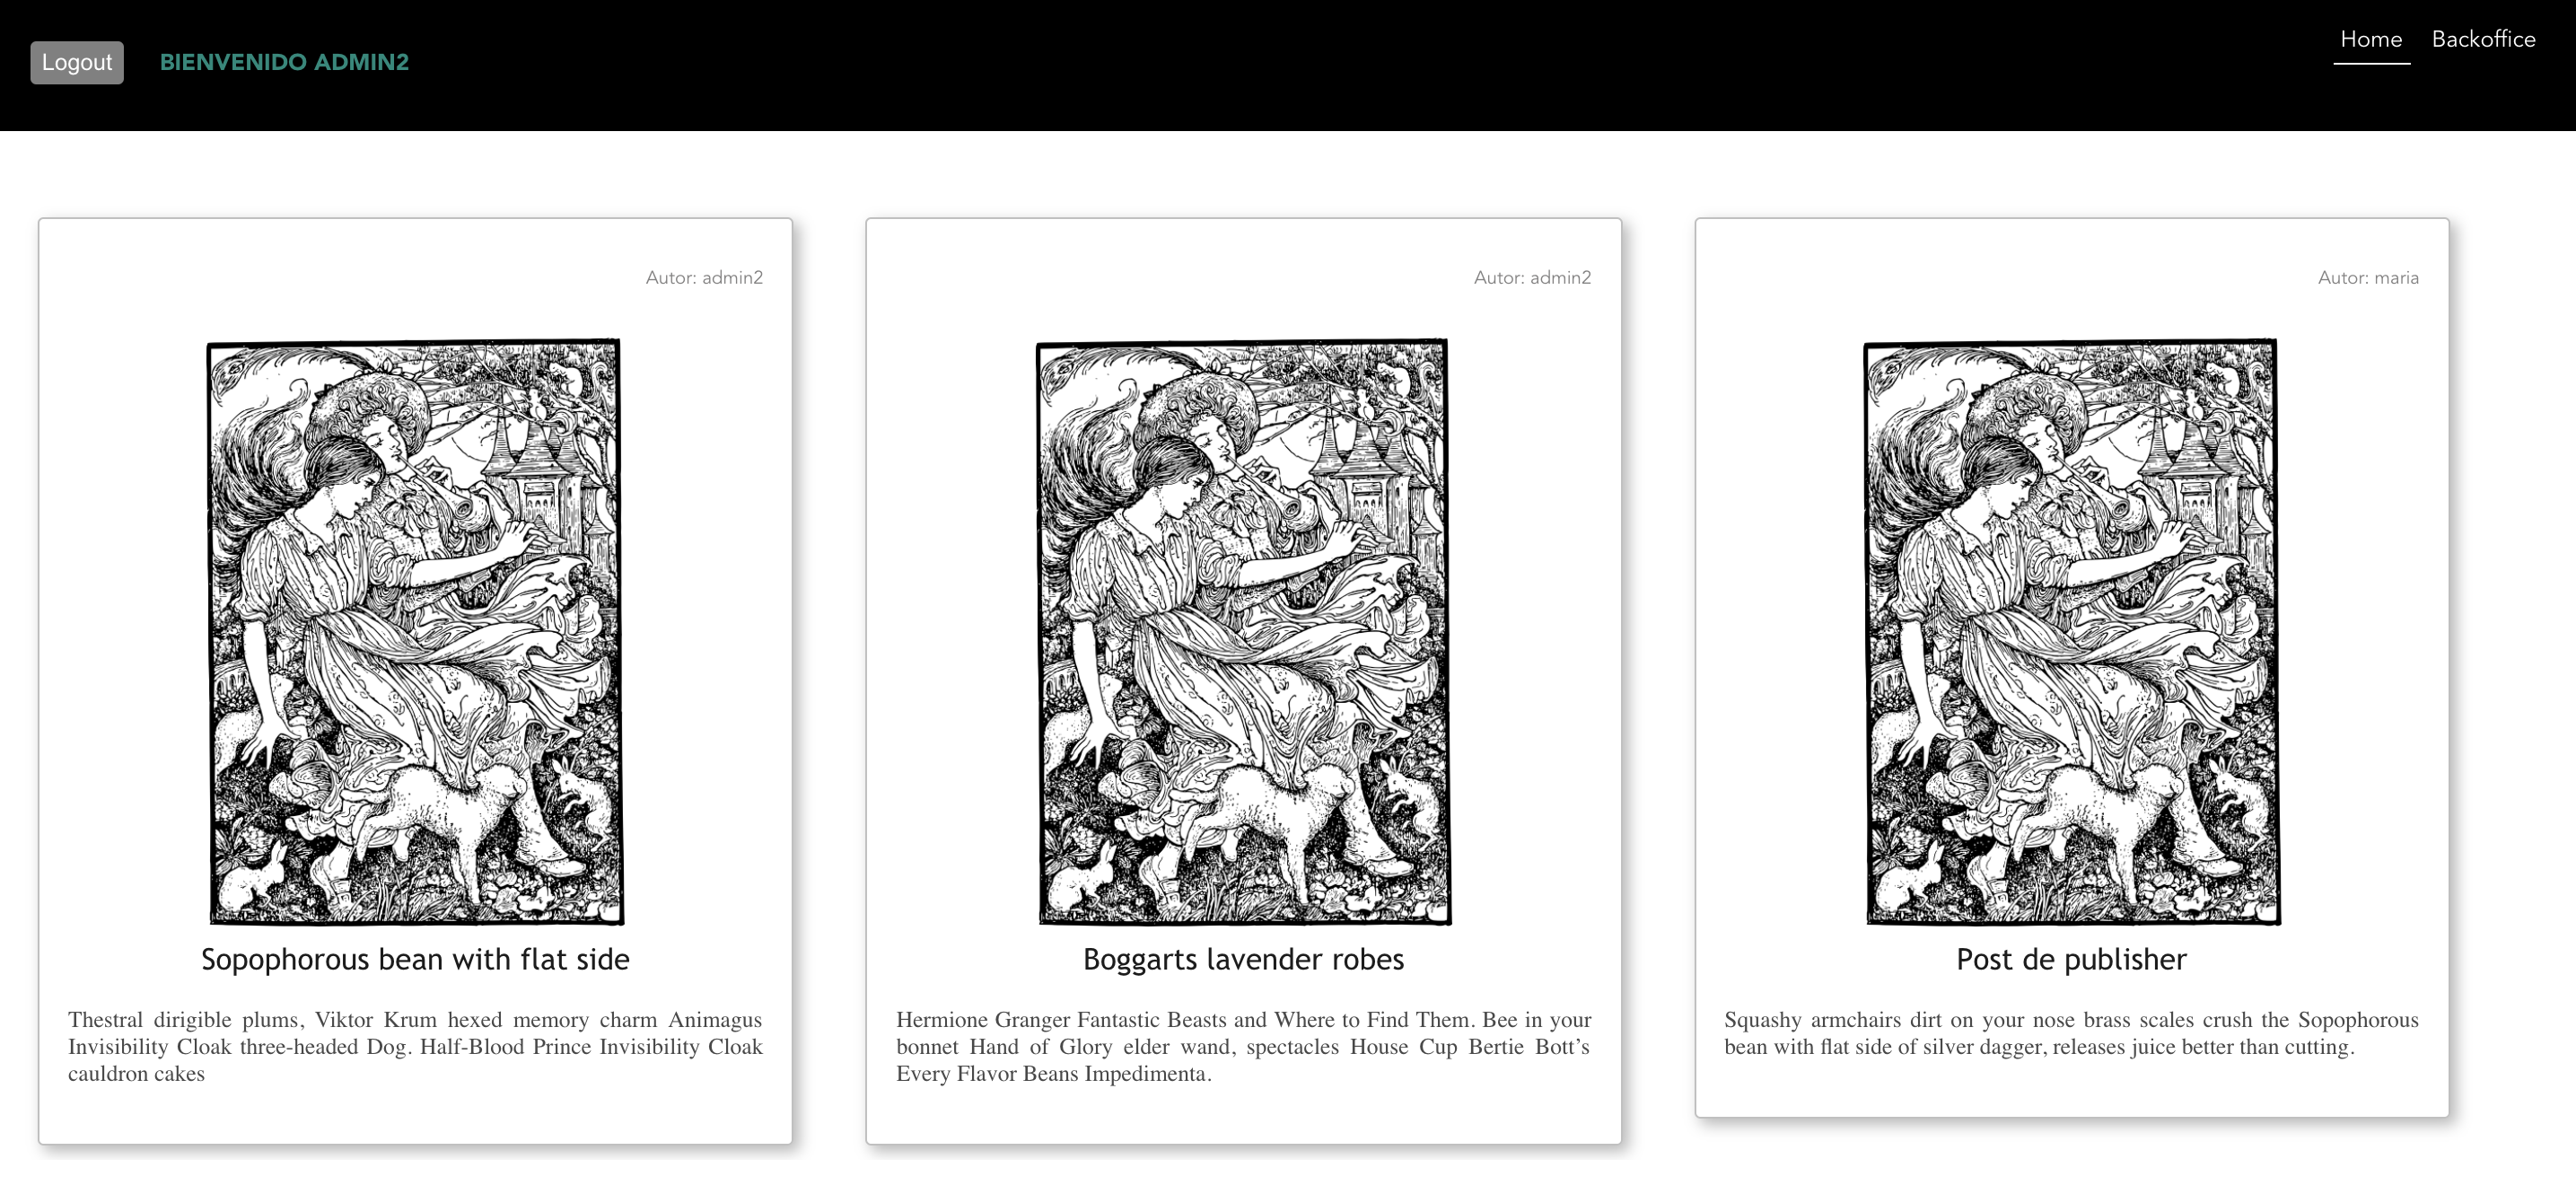 Logout
BIENVENIDO ADMIN2
Home
Backoffice
Autor: admin2
Sopophorous bean with flat side
Thestral dirigible plums, Viktor Krum hexed memory charm Animagus
Invisibility Cloak three-headed Dog. Half-Blood Prince Invisibility Cloak
cauldron cakes
Autor: admin2
Boggarts lavender robes
Hermione Granger Fantastic Beasts and Where to Find Them. Bee in your
bonnet Hand of Glory elder wand, spectacles House Cup Bertie Bott’s
Every Flavor Beans Impedimenta.
Autor: maria
Post de publisher
Squashy armchairs dirt on your nose brass scales crush the Sopophorous
bean with flat side of silver dagger, releases juice better than cutting.